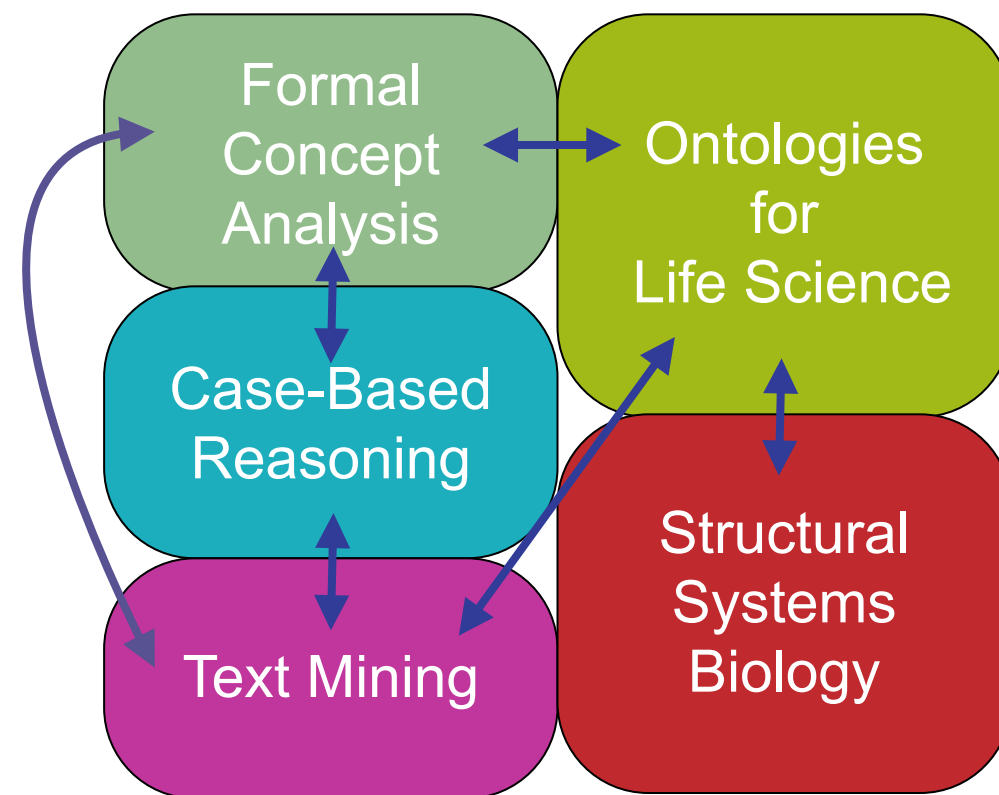 Formal
Concept
Analysis
Ontologies
for
Life Science
Case-Based
Reasoning
Structural
Systems
Biology
Text Mining